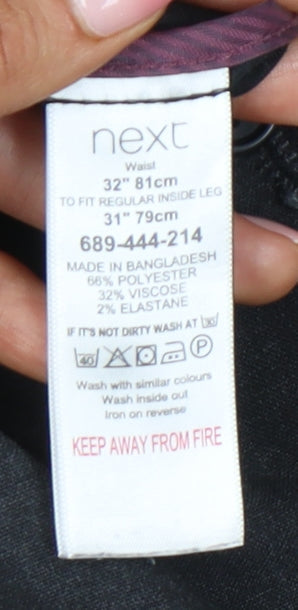 next
Waist
32" 81cm
TO FIT REGULAR INSIDE LEG
31" 79cm
689-444-214
MADE IN BANGLADESH
66% POLYESTER
32% VISCOSE
2% ELASTANE
IF IT'S NOT DIRTY WASH AT 30
40 P
Wash with similar colours
Wash inside out
Iron on reverse
KEEP AWAY FROM FIRE